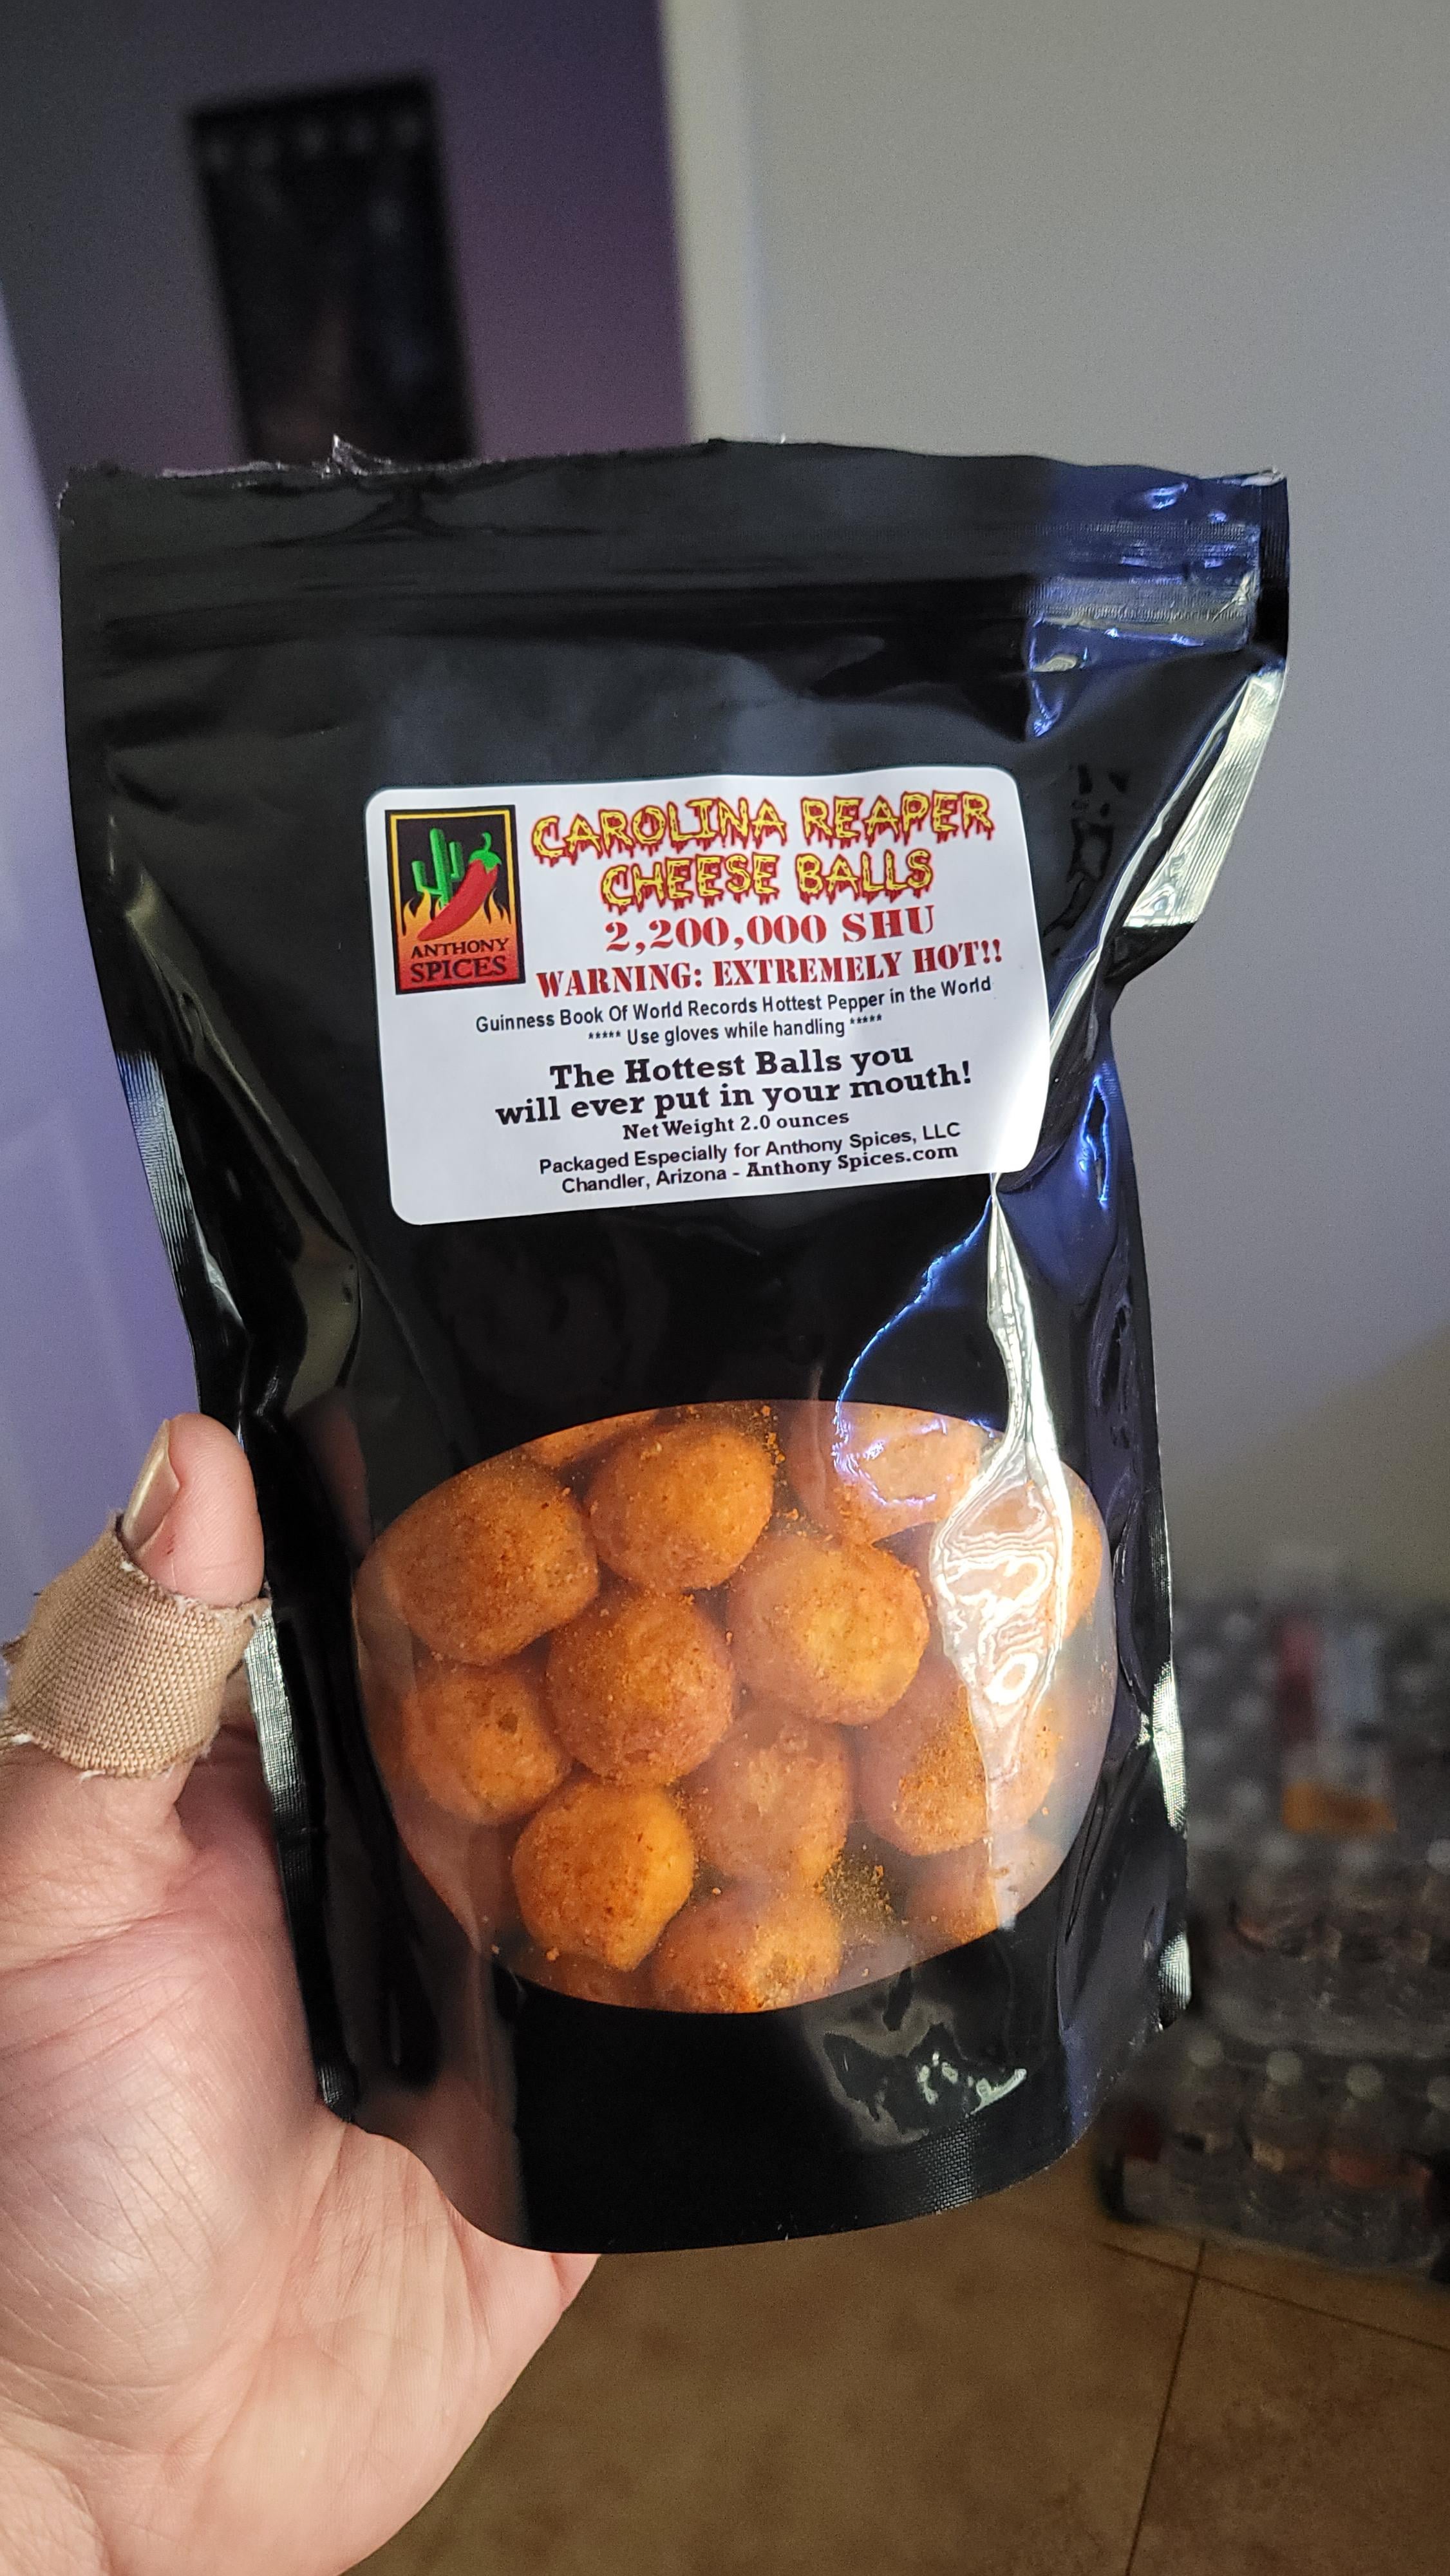 ANTHONY
SPICES
CAROLINA REAPER
CHEESE BALLS
2,200,000 SHU
WARNING: EXTREMELY HOT!!
Guinness Book Of World Records Hottest Pepper in the World
***** Use gloves while handling *****
The Hottest Balls you
will ever put in your mouth!
Net Weight 2.0 ounces
Packaged Especially for Anthony Spices, LLC
Chandler, Arizona - Anthony Spices.com